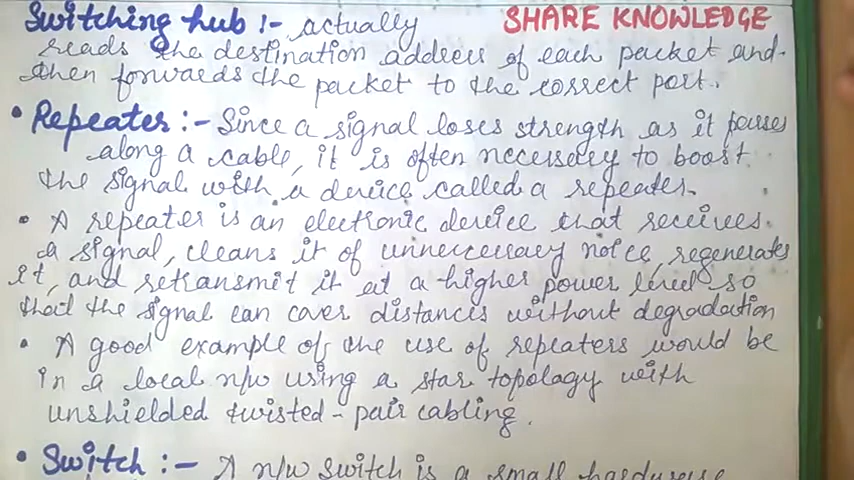 Switching hub :- actually SHARE KNOWLEDGE
reads the destination address of each packet and
then forwards the packet to the correct port.
• Repeater :- Since a signal loses strength as it passes
along a cable, it is often necessary to boost
the signal with a device called a repeater.
• A repeater is an electronic device that receives
a signal, cleans it of unneccessary noice, regenerates
it, and retransmit it at a higher power level so
that the signal can cover distances without degradation
• A good example of the use of repeaters would be
in a local n/w using a star topology with
unshielded twisted-pair cabling.
• Switch :- A n/w switch is a small hardware